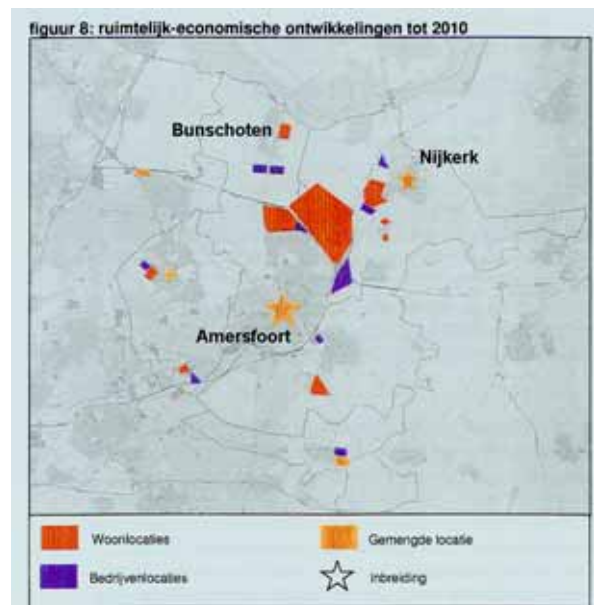 figuur 8: ruimtelijk-economische ontwikkelingen tot 2010
Bunschoten
Nijkerk
Amersfoort
Woonlocaties
Gemengde locatie
Bedrijvenlocaties
Inbreiding